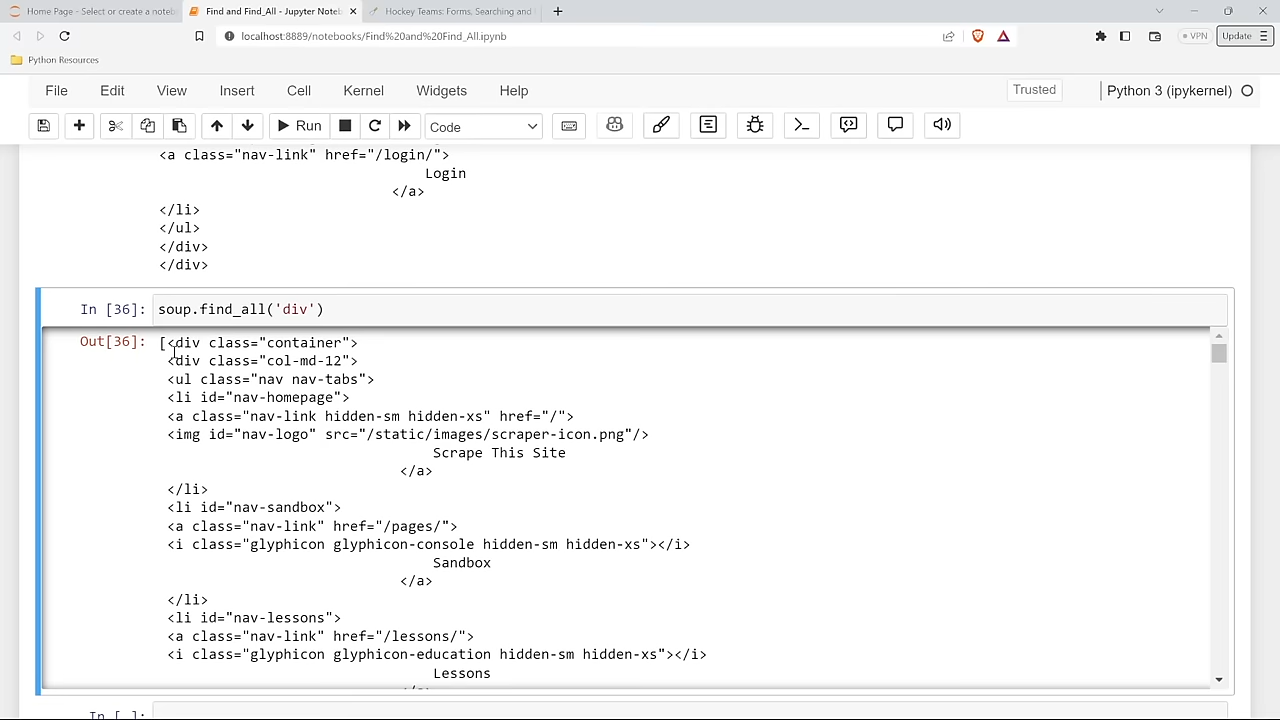 Home Page - Select or create a noteb
Find and Find_All - Jupyter Noteb
Hockey Teams: Forms, Searching and
localhost:8889/notebooks/Find%20and%20Find_All.ipynb
VPN
Update
Python Resources
File Edit View Insert Cell Kernel Widgets Help
Trusted
Python 3 (ipykernel)
Run
Code
<a class="nav-link" href="/login/">
Login
</a>
</li>
</ul>
</div>
</div>
In [36]: soup.find_all('div')
Out[36]: [<div class="container">
<div class="col-md-12">
<ul class="nav nav-tabs">
<li id="nav-homepage">
<a class="nav-link hidden-sm hidden-xs" href="/">
<img id="nav-logo" src="/static/images/scraper-icon.png"/>
Scrape This Site
</a>
</li>
<li id="nav-sandbox">
<a class="nav-link" href="/pages/">
<i class="glyphicon glyphicon-console hidden-sm hidden-xs"></i>
Sandbox
</a>
</li>
<li id="nav-lessons">
<a class="nav-link" href="/lessons/">
<i class="glyphicon glyphicon-education hidden-sm hidden-xs"></i>
Lessons
In [ ]: